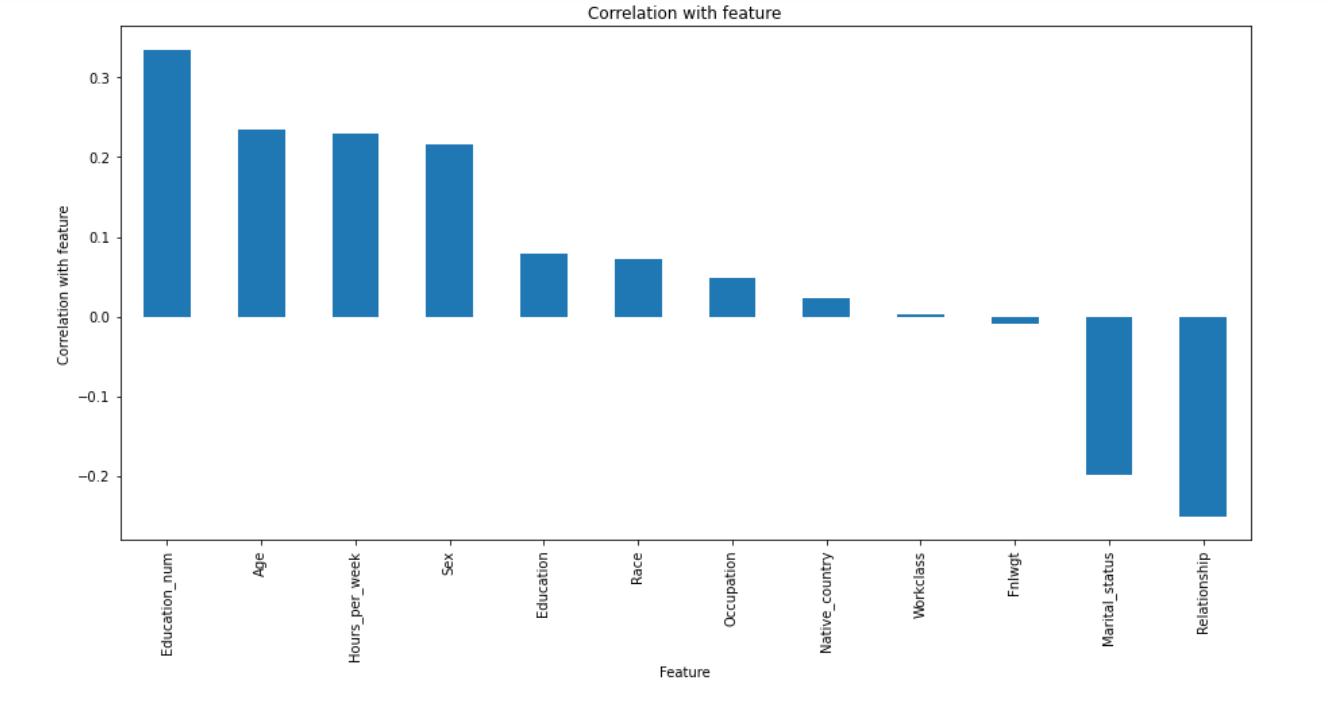 Correlation with feature
Correlation with feature
0.3
0.2
0.1
0.0
−0.1
−0.2
Education_num
Age
Hours_per_week
Sex
Education
Race
Occupation
Native_country
Workclass
Fnlwgt
Marital_status
Relationship
Feature